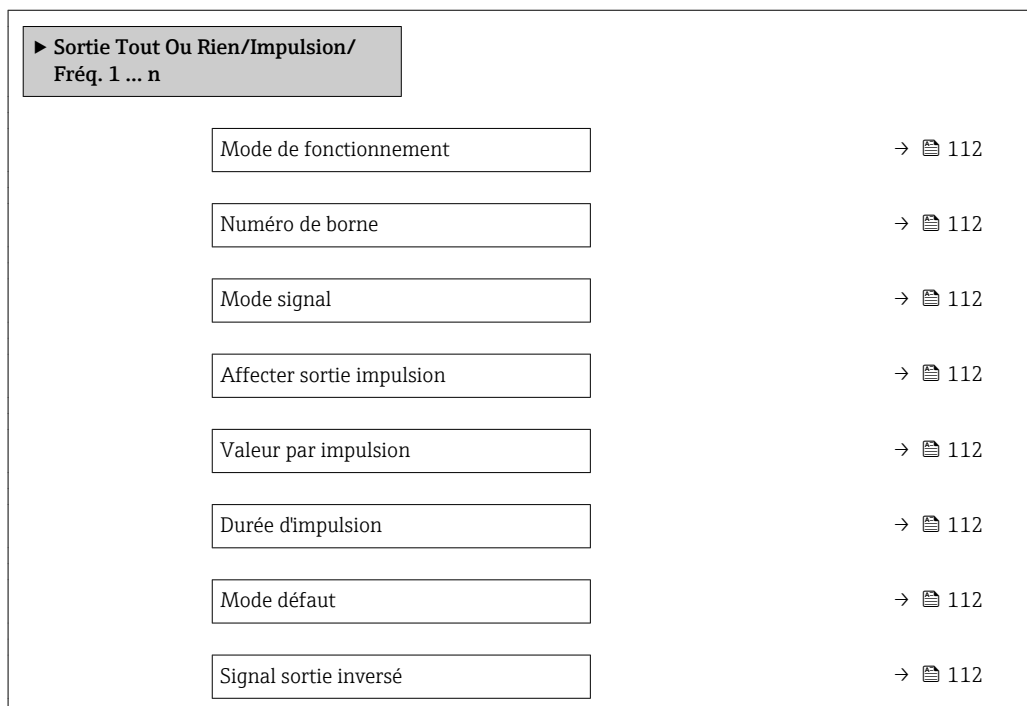 ▶ Sortie Tout Ou Rien/Impulsion/
Fréq. 1 ... n
Mode de fonctionnement → 112
Numéro de borne → 112
Mode signal → 112
Affecter sortie impulsion → 112
Valeur par impulsion → 112
Durée d'impulsion → 112
Mode défaut → 112
Signal sortie inversé → 112